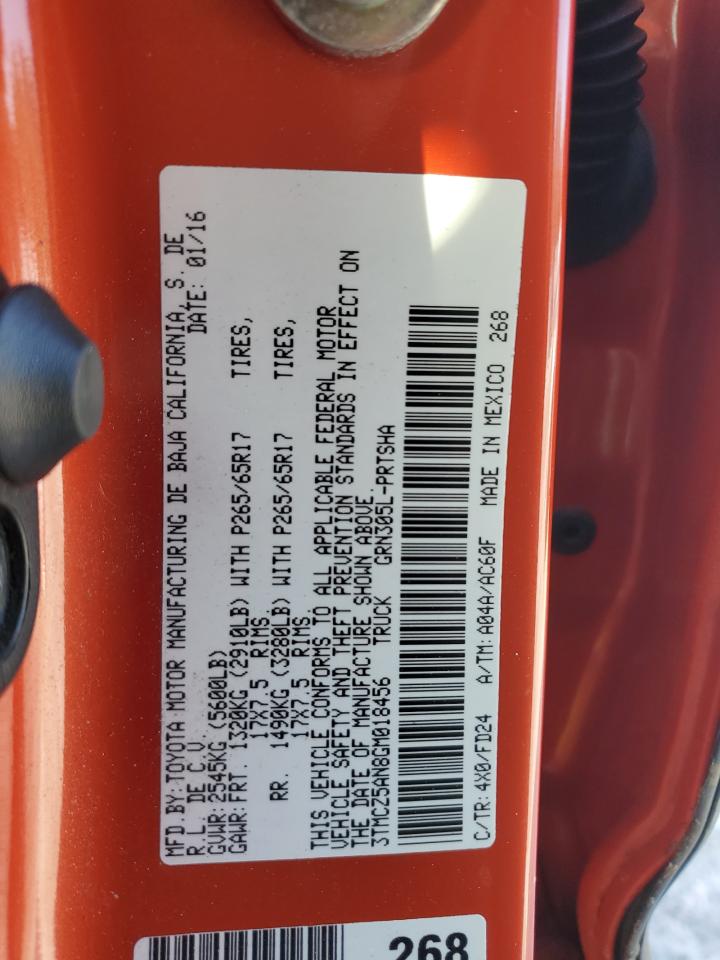 MFD.BY:TOYOTA MOTOR MANUFACTURING DE BAJA CALIFORNIA, S. DE
R.L. DE C.V. DATE: 01/16
GVWR:2545KG (5600LB)
GAWR:FRT. 1320KG (2910LB) WITH P265/65R17 TIRES,
17X7.5 RIMS
RR. 1490KG (3280LB) WITH P265/65R17 TIRES,
17X7.5 RIMS
THIS VEHICLE CONFORMS TO ALL APPLICABLE FEDERAL MOTOR
VEHICLE SAFETY AND THEFT PREVENTION STANDARDS IN EFFECT ON
THE DATE OF MANUFACTURE SHOWN ABOVE.
3TMCZ5AN8GM018456 TRUCK GRN305L-PRTSHA
C/TR:4X0/FD24 A/TM:A04A/AC60F MADE IN MEXICO 268
268